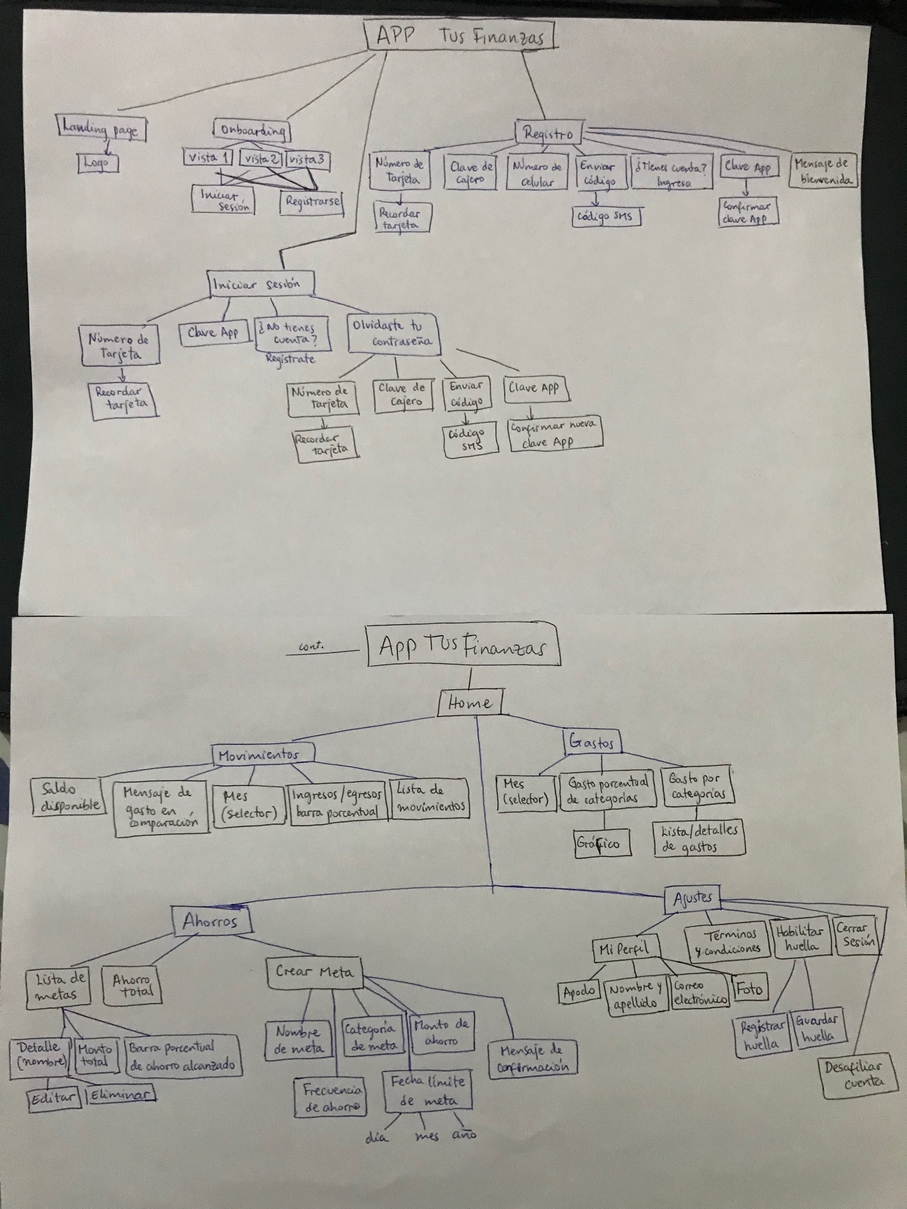 APP Tus Finanzas
Landing page
Logo
Onboarding
vista 1
vista 2
vista 3
Iniciar
sesión
Registrarse
Registro
Número de
Tarjeta
Recordar
tarjeta
Clave de
Cajero
Número de
celular
Enviar
código
Código SMS
¿Tienes cuenta?
Ingresa
Clave App
Confirmar
clave App
Mensaje de
bienvenida
Iniciar sesión
Número de
Tarjeta
Recordar
tarjeta
Clave App
¿No tienes
cuenta?
Regístrate
Olvidaste tu
contraseña
Número de
Tarjeta
Recordar
tarjeta
Clave de
Cajero
Enviar
código
Código
SMS
Clave App
Confirmar nueva
clave App
cont.
App Tus Finanzas
Home
Movimientos
Saldo
disponible
Mensaje de
gasto en
comparación
Mes
(selector)
Ingresos/egresos
barra porcentual
Lista de
movimientos
Gastos
Mes
(selector)
Gasto porcentual
de categorías
Gráfico
Gasto por
categorías
Lista/detalles
de gastos
Ahorros
Lista de
metas
Detalle
(nombre)
Editar
Eliminar
Monto
total
Barra porcentual
de ahorro alcanzado
Ahorro
total
Crear Meta
Nombre
de meta
Frecuencia
de ahorro
Categoría
de meta
Fecha límite
de meta
día mes año
Monto de
ahorro
Mensaje de
confirmación
Ajustes
Mi Perfil
Apodo
Nombre y
apellido
Correo
electrónico
Foto
Términos
y condiciones
Habilitar
huella
Registrar
huella
Guardar
huella
Cerrar
Sesión
Desafiliar
cuenta